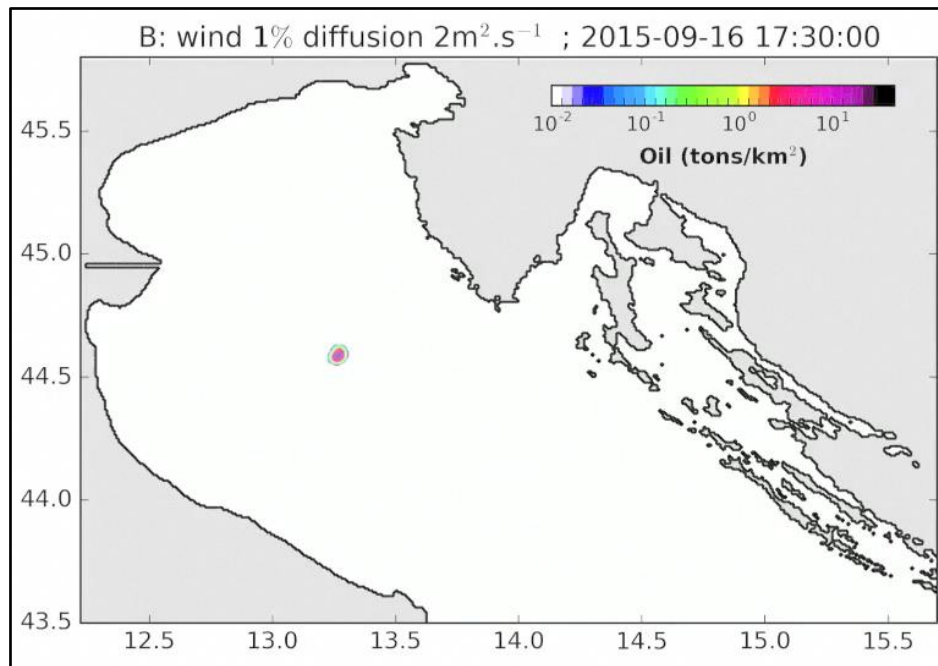 B: wind 1% diffusion 2m².s⁻¹ ; 2015-09-16 17:30:00
10⁻² 10⁻¹ 10⁰ 10¹
Oil (tons/km²)
45.5
45.0
44.5
44.0
43.5
12.5 13.0 13.5 14.0 14.5 15.0 15.5